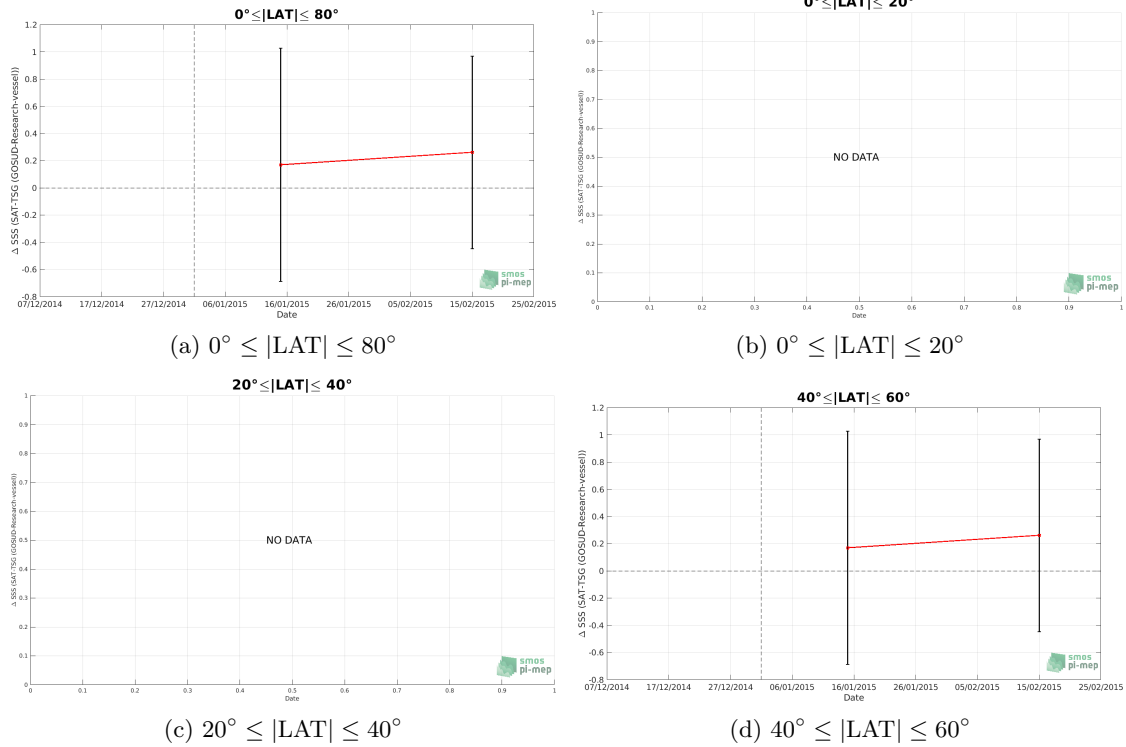 0°≤|LAT|≤ 80°
1.2
1
0.8
0.6
0.4
0.2
0
-0.2
-0.4
-0.6
-0.8
Δ SSS (SAT-TSG (GOSUD-Research-vessel))
07/12/2014 17/12/2014 27/12/2014 06/01/2015 16/01/2015 26/01/2015 05/02/2015 15/02/2015 25/02/2015
Date
smos
pi-mep
(a) 0° ≤ |LAT| ≤ 80°
0°≤|LAT|≤ 20°
1
0.9
0.8
0.7
0.6
0.5
0.4
0.3
0.2
0.1
0
Δ SSS (SAT-TSG (GOSUD-Research-vessel))
NO DATA
0 0.1 0.2 0.3 0.4 0.5 0.6 0.7 0.8 0.9 1
Date
smos
pi-mep
(b) 0° ≤ |LAT| ≤ 20°
20°≤|LAT|≤ 40°
1
0.9
0.8
0.7
0.6
0.5
0.4
0.3
0.2
0.1
0
Δ SSS (SAT-TSG (GOSUD-Research-vessel))
NO DATA
0 0.1 0.2 0.3 0.4 0.5 0.6 0.7 0.8 0.9 1
Date
smos
pi-mep
(c) 20° ≤ |LAT| ≤ 40°
40°≤|LAT|≤ 60°
1.2
1
0.8
0.6
0.4
0.2
0
-0.2
-0.4
-0.6
-0.8
Δ SSS (SAT-TSG (GOSUD-Research-vessel))
07/12/2014 17/12/2014 27/12/2014 06/01/2015 16/01/2015 26/01/2015 05/02/2015 15/02/2015 25/02/2015
Date
smos
pi-mep
(d) 40° ≤ |LAT| ≤ 60°